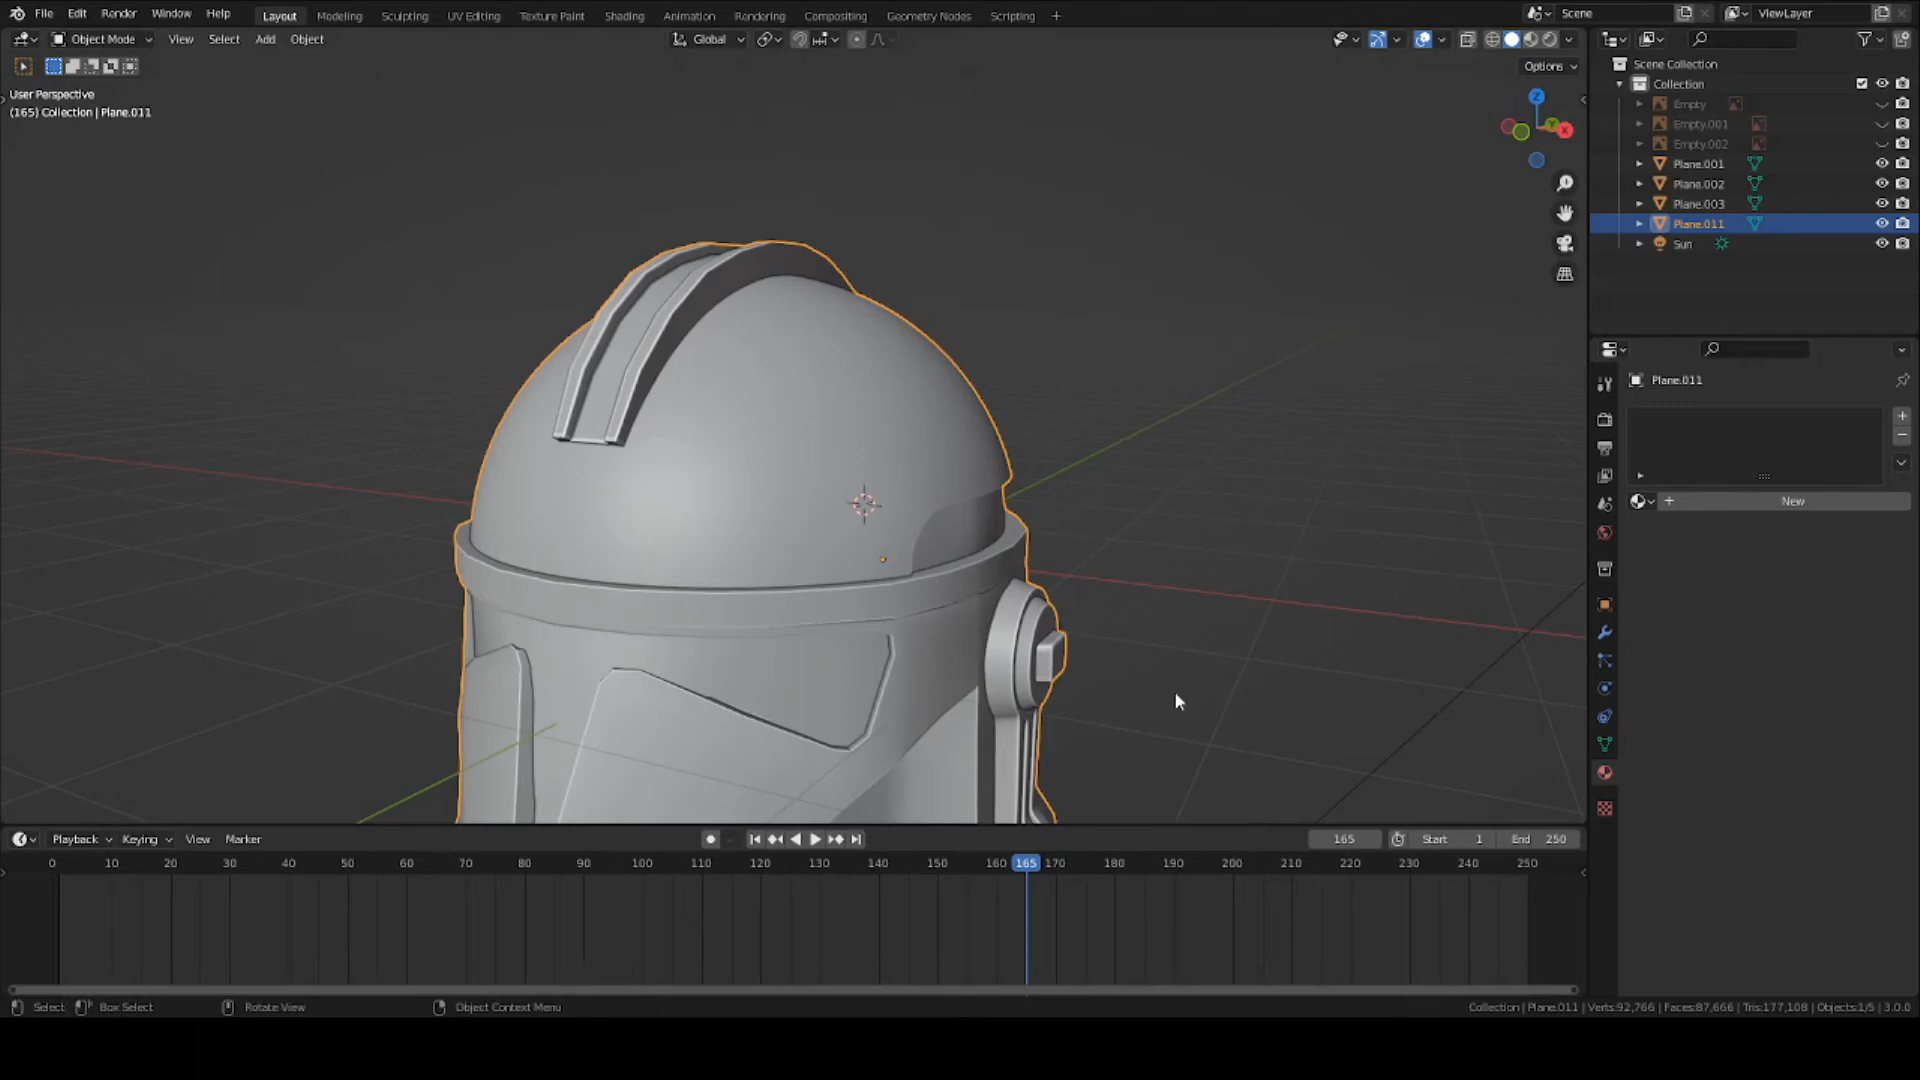 File Edit Render Window Help Layout Modeling Sculpting UV Editing Texture Paint Shading Animation Rendering Compositing Geometry Nodes Scripting + Scene ViewLayer
Object Mode View Select Add Object Global
Options
User Perspective
(165) Collection | Plane.011
Z
Y
X
Scene Collection
Collection
Empty
Empty.001
Empty.002
Plane.001
Plane.002
Plane.003
Plane.011
Sun
Plane.011
+
−
+ New
Playback Keying View Marker 165 Start 1 End 250
0 10 20 30 40 50 60 70 80 90 100 110 120 130 140 150 160 165 170 180 190 200 210 220 230 240 250
Select Box Select Rotate View Object Context Menu Collection | Plane.011 | Verts:92,766 | Faces:87,666 | Tris:177,108 | Objects:1/5 | 3.0.0